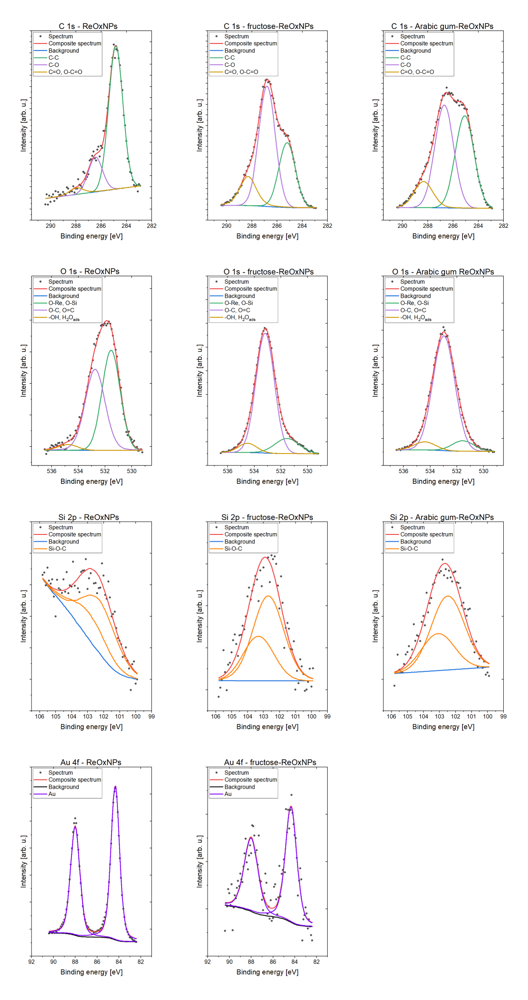 C 1s - ReOxNPs
Spectrum
Composite spectrum
Background
C-C
C-O
C=O, O-C=O
Intensity [arb. u.]
290 288 286 284 282
Binding energy [eV]
C 1s - fructose-ReOxNPs
Spectrum
Composite spectrum
Background
C-C
C-O
C=O, O-C=O
Intensity [arb. u.]
290 288 286 284 282
Binding energy [eV]
C 1s - Arabic gum-ReOxNPs
Spectrum
Composite spectrum
Background
C-C
C-O
C=O, O-C=O
Intensity [arb. u.]
290 288 286 284 282
Binding energy [eV]
O 1s - ReOxNPs
Spectrum
Composite spectrum
Background
O-Re, O-Si
O-C, O=C
-OH, H2Oads
Intensity [arb. u.]
536 534 532 530
Binding energy [eV]
O 1s - fructose-ReOxNPs
Spectrum
Composite spectrum
Background
O-Re, O-Si
O-C, O=C
-OH, H2Oads
Intensity [arb. u.]
536 534 532 530
Binding energy [eV]
O 1s - Arabic gum ReOxNPs
Spectrum
Composite spectrum
Background
O-Re, O-Si
O-C, O=C
-OH, H2Oads
Intensity [arb. u.]
536 534 532 530
Binding energy [eV]
Si 2p - ReOxNPs
Spectrum
Composite spectrum
Background
Si-O-C
Intensity [arb. u.]
106 105 104 103 102 101 100 99
Binding energy [eV]
Si 2p - fructose-ReOxNPs
Spectrum
Composite spectrum
Background
Si-O-C
Intensity [arb. u.]
106 105 104 103 102 101 100 99
Binding energy [eV]
Si 2p - Arabic gum-ReOxNPs
Spectrum
Composite spectrum
Background
Si-O-C
Intensity [arb. u.]
106 105 104 103 102 101 100 99
Binding energy [eV]
Au 4f - ReOxNPs
Spectrum
Composite spectrum
Background
Au
Intensity [arb. u.]
92 90 88 86 84 82
Binding energy [eV]
Au 4f - fructose-ReOxNPs
Spectrum
Composite spectrum
Background
Au
Intensity [arb. u.]
92 90 88 86 84 82
Binding energy [eV]